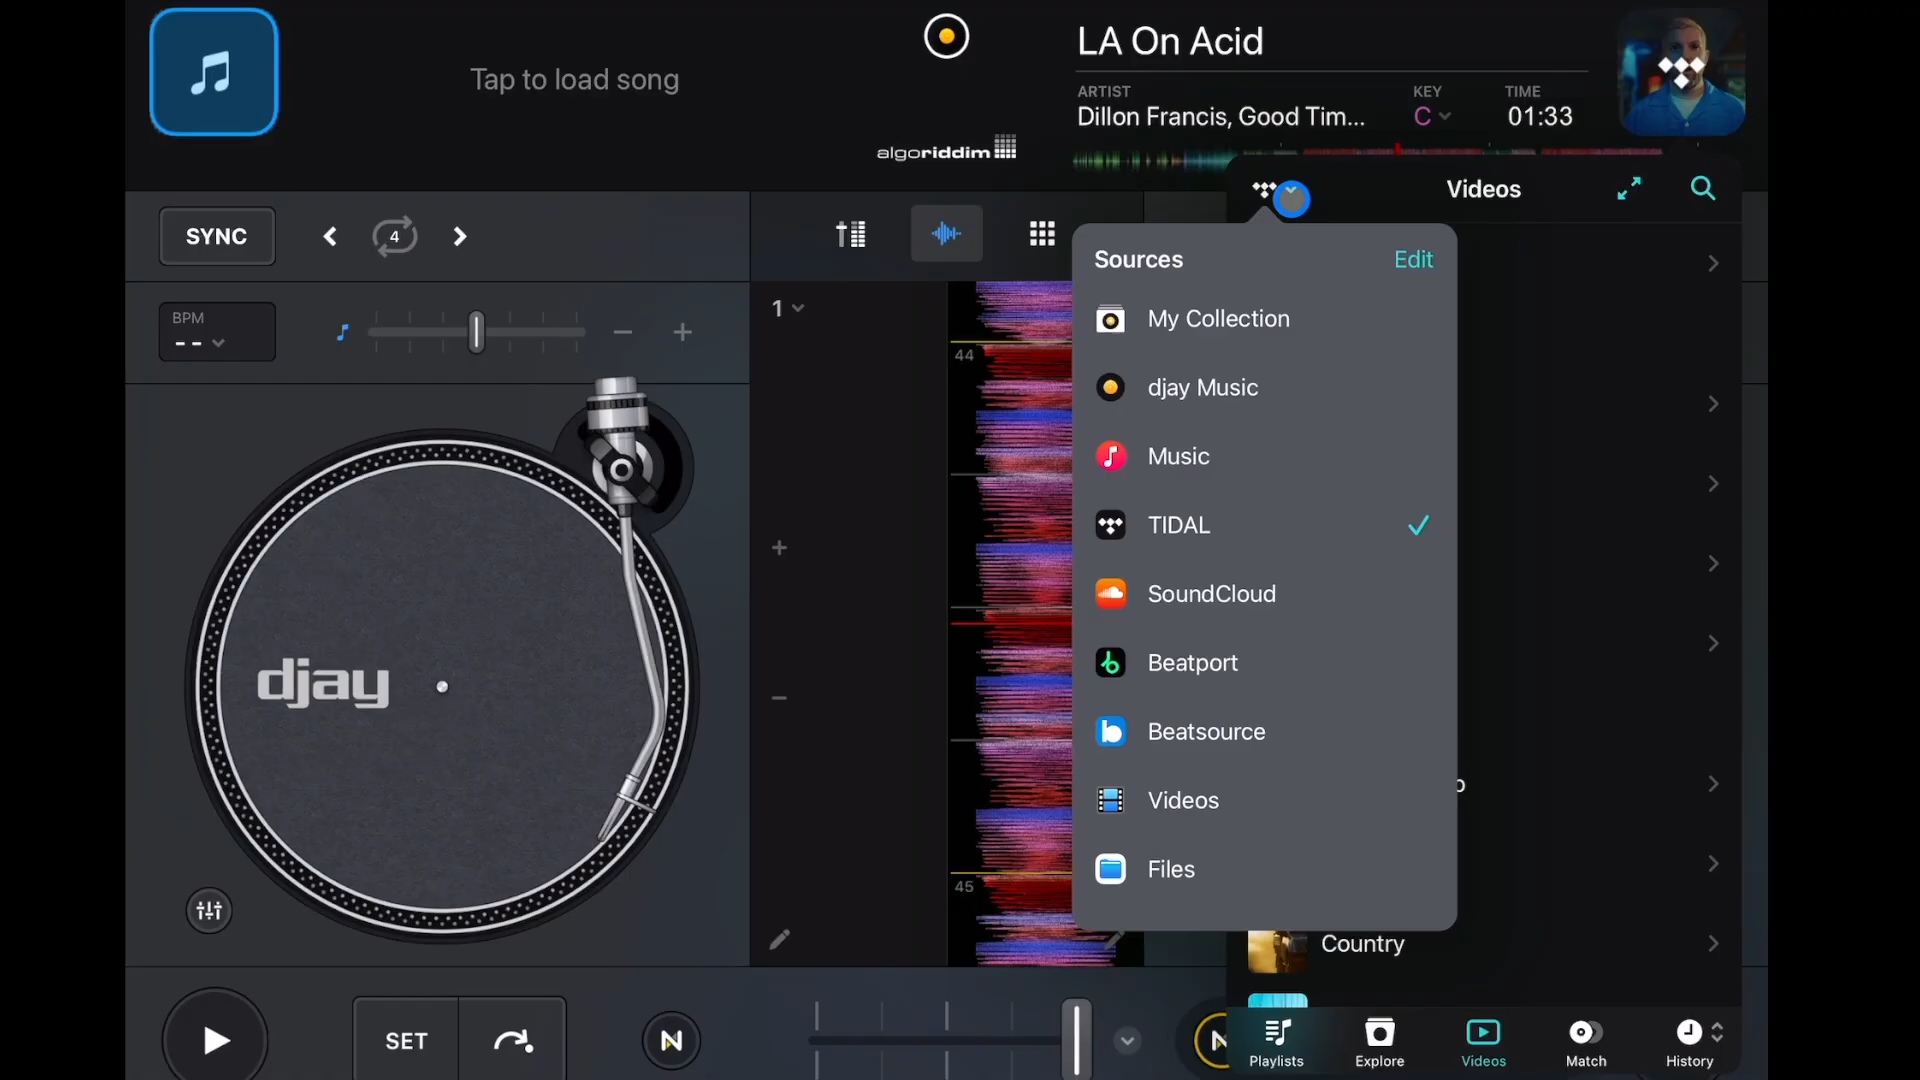 Tap to load song
algoriddim
LA On Acid
ARTIST
Dillon Francis, Good Tim...
KEY
C
TIME
01:33
SYNC
4
BPM
--
1
44
45
djay
Videos
Sources
Edit
My Collection
djay Music
Music
TIDAL
SoundCloud
Beatport
Beatsource
Videos
Files
Country
SET
Playlists
Explore
Videos
Match
History